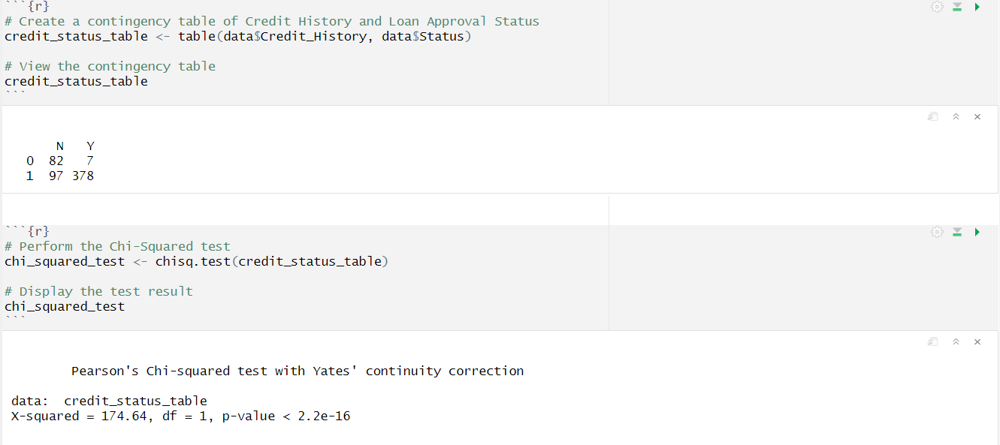 ```{r}
# Create a contingency table of Credit History and Loan Approval Status
credit_status_table <- table(data$Credit_History, data$Status)
# View the contingency table
credit_status_table
```
N Y
0 82 7
1 97 378
```{r}
# Perform the Chi-Squared test
chi_squared_test <- chisq.test(credit_status_table)
# Display the test result
chi_squared_test
```
Pearson's Chi-squared test with Yates' continuity correction
data: credit_status_table
X-squared = 174.64, df = 1, p-value < 2.2e-16